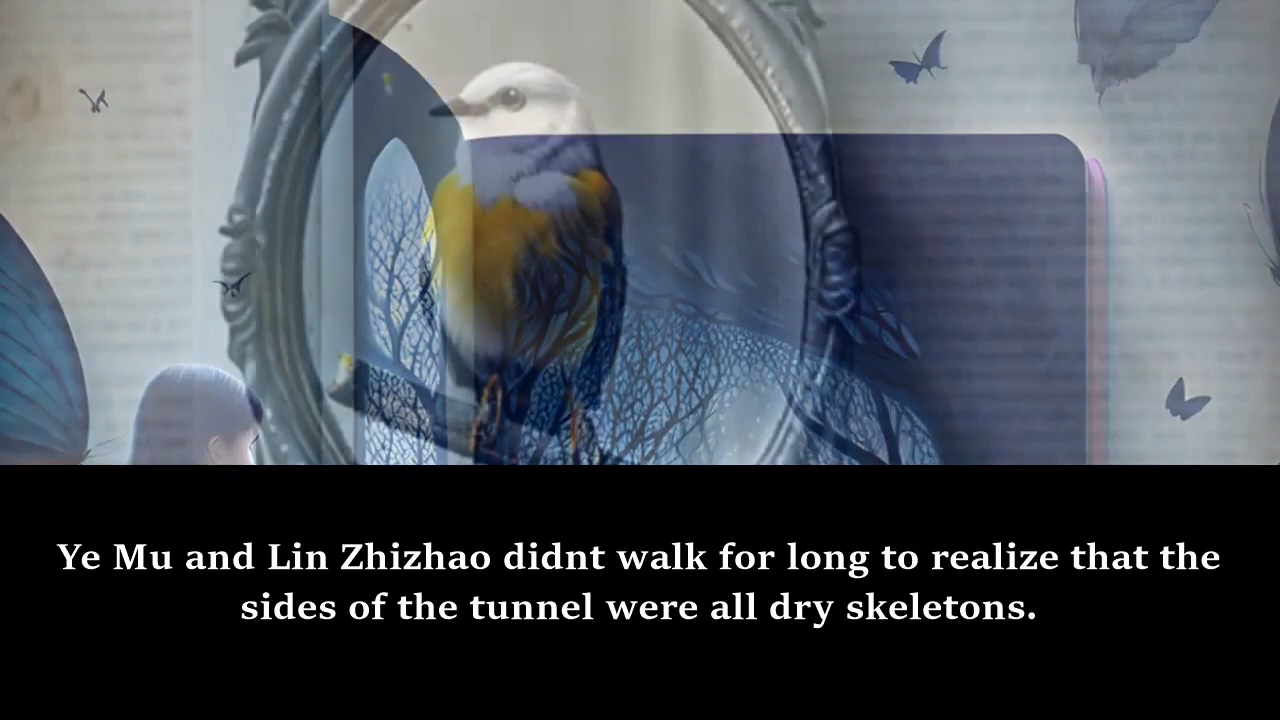 Ye Mu and Lin Zhizhao didnt walk for long to realize that the
sides of the tunnel were all dry skeletons.